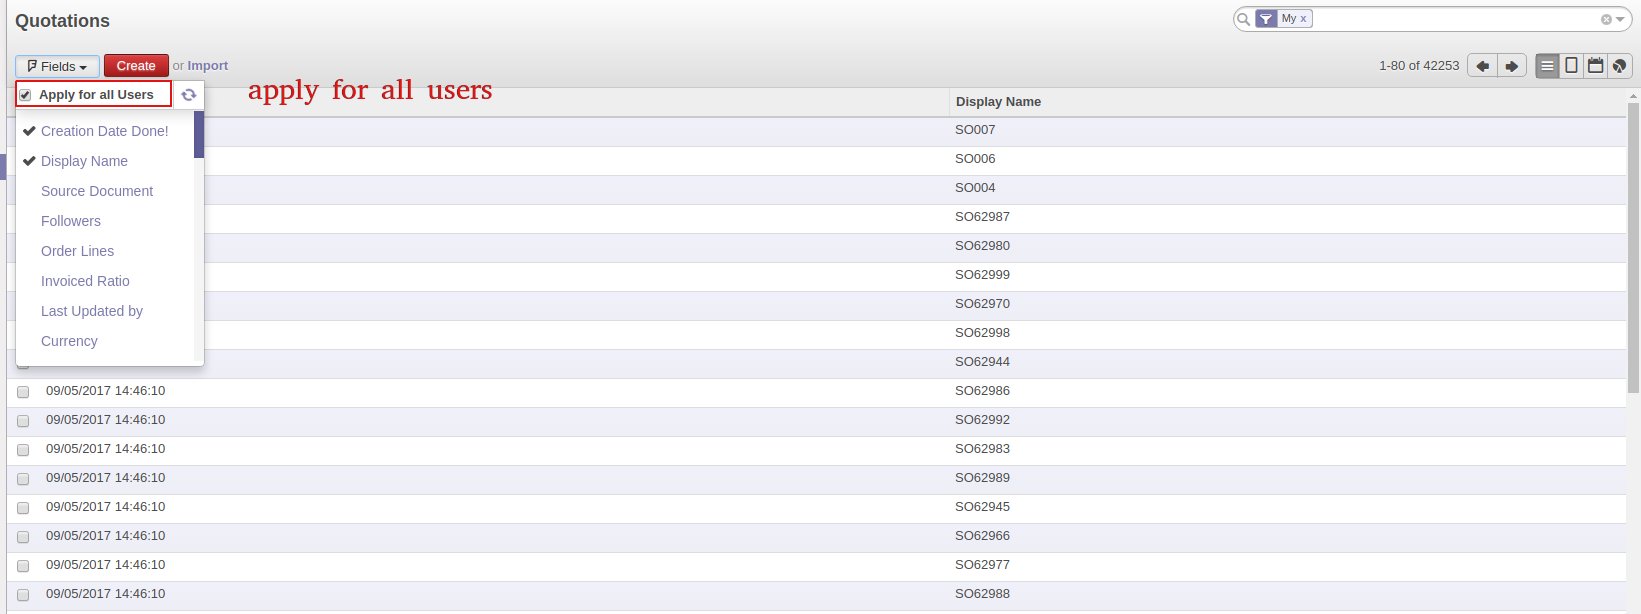 Quotations
My x
Fields Create or Import
1-80 of 42253
Apply for all Users
apply for all users
Display Name
Creation Date Done!
Display Name
Source Document
Followers
Order Lines
Invoiced Ratio
Last Updated by
Currency
SO007
SO006
SO004
SO62987
SO62980
SO62999
SO62970
SO62998
SO62944
09/05/2017 14:46:10 SO62986
09/05/2017 14:46:10 SO62992
09/05/2017 14:46:10 SO62983
09/05/2017 14:46:10 SO62989
09/05/2017 14:46:10 SO62945
09/05/2017 14:46:10 SO62966
09/05/2017 14:46:10 SO62977
09/05/2017 14:46:10 SO62988